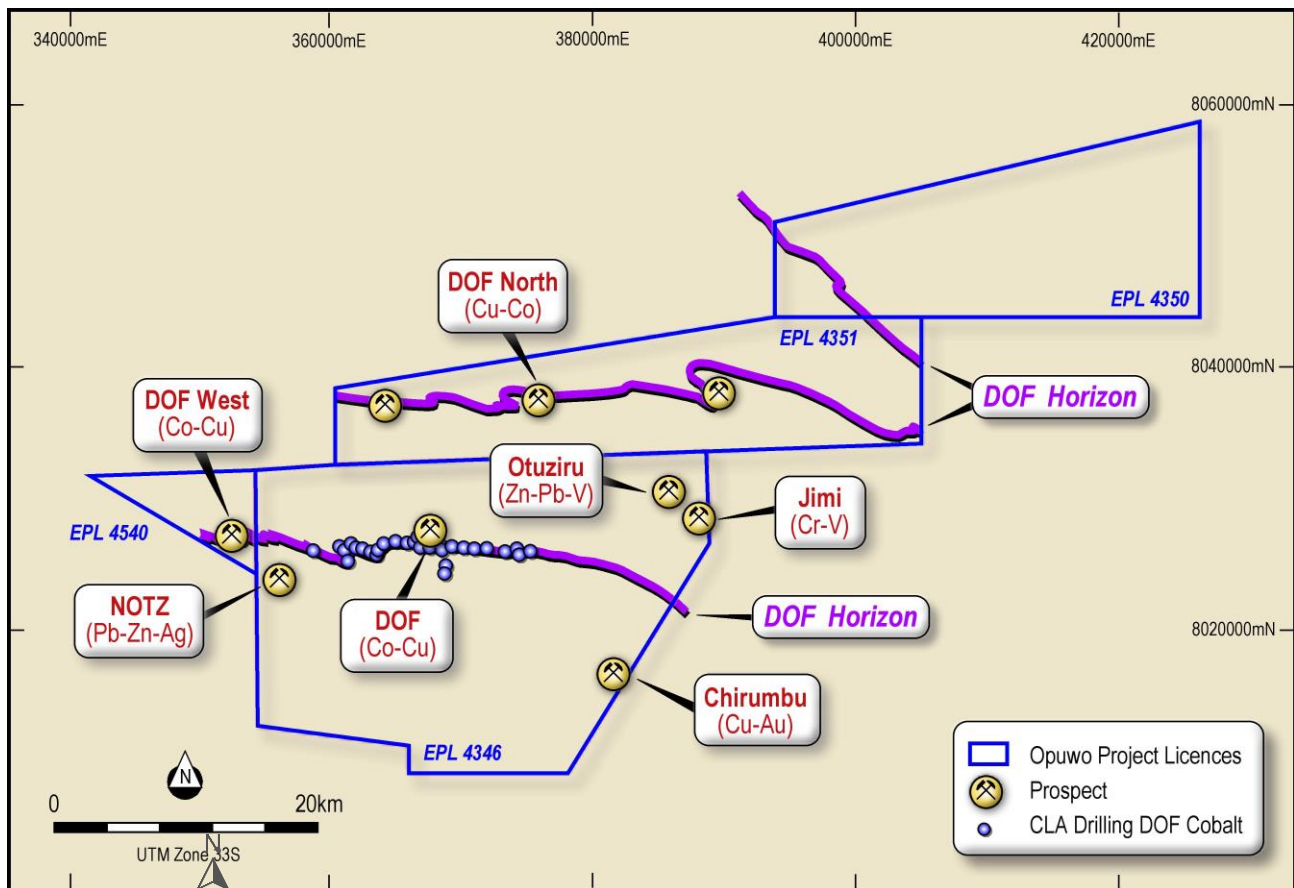 340000mE
360000mE
380000mE
400000mE
420000mE
8060000mN
EPL 4350
DOF North
(Cu-Co)
EPL 4351
8040000mN
DOF Horizon
DOF West
(Co-Cu)
Otuziru
(Zn-Pb-V)
Jimi
(Cr-V)
EPL 4540
NOTZ
(Pb-Zn-Ag)
DOF
(Co-Cu)
DOF Horizon
8020000mN
Chirumbu
(Cu-Au)
EPL 4346
N
0 20km
UTM Zone 33S
N
Opuwo Project Licences
Prospect
CLA Drilling DOF Cobalt